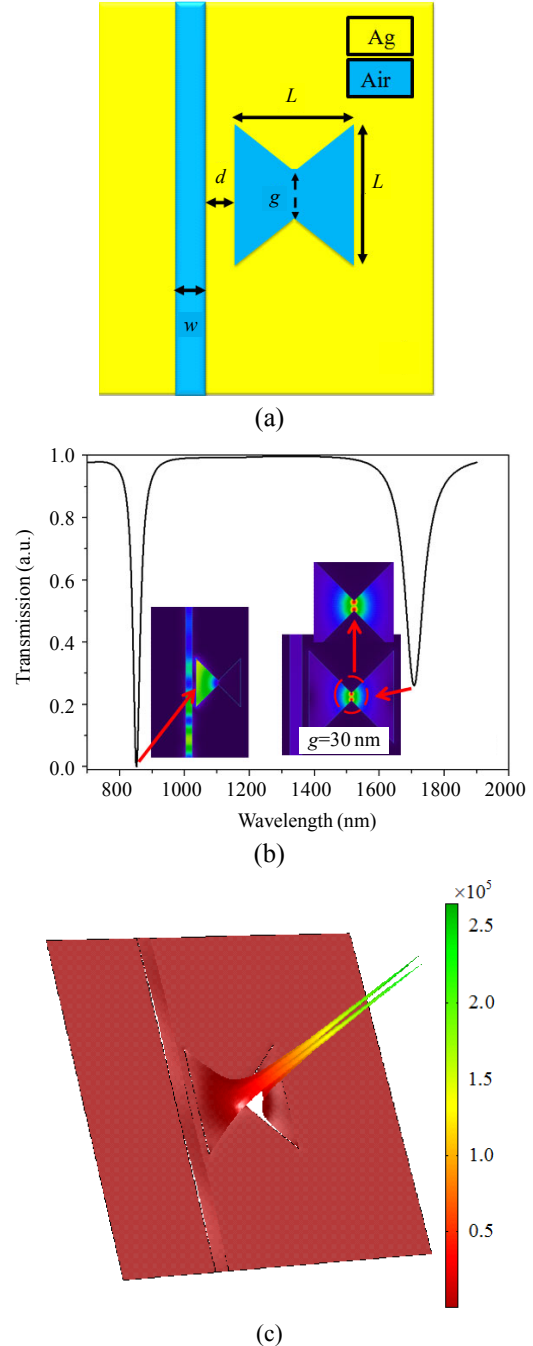 Ag
Air
L
d
g
L
w
(a)
1.0
0.8
0.6
0.4
0.2
0.0
Transmission (a.u.)
g=30 nm
800 1000 1200 1400 1600 1800 2000
Wavelength (nm)
(b)
×10⁵
2.5
2.0
1.5
1.0
0.5
(c)